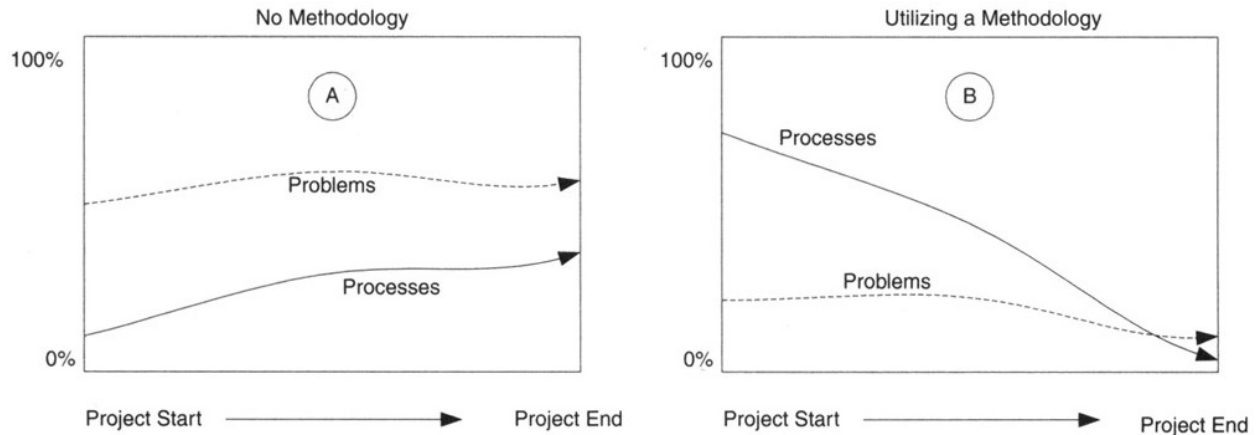 No Methodology
100%
A
Problems
Processes
0%
Project Start
Project End
Utilizing a Methodology
100%
B
Processes
Problems
0%
Project Start
Project End